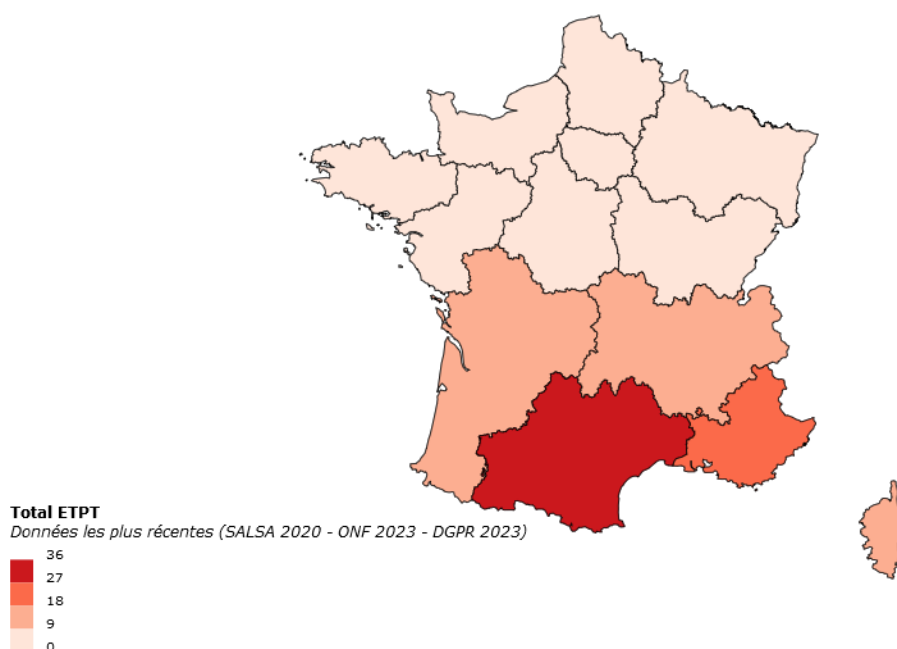 Total ETPT
Données les plus récentes (SALSA 2020 - ONF 2023 - DGPR 2023)
36
27
18
9
0